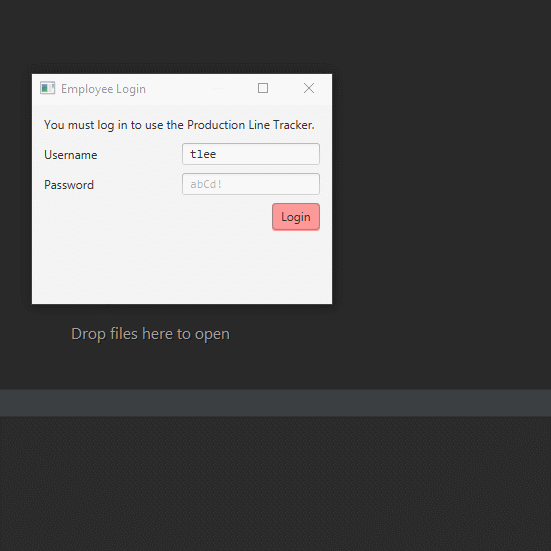 Employee Login
You must log in to use the Production Line Tracker.
Username
tlee
Password
abCd!
Login
Drop files here to open